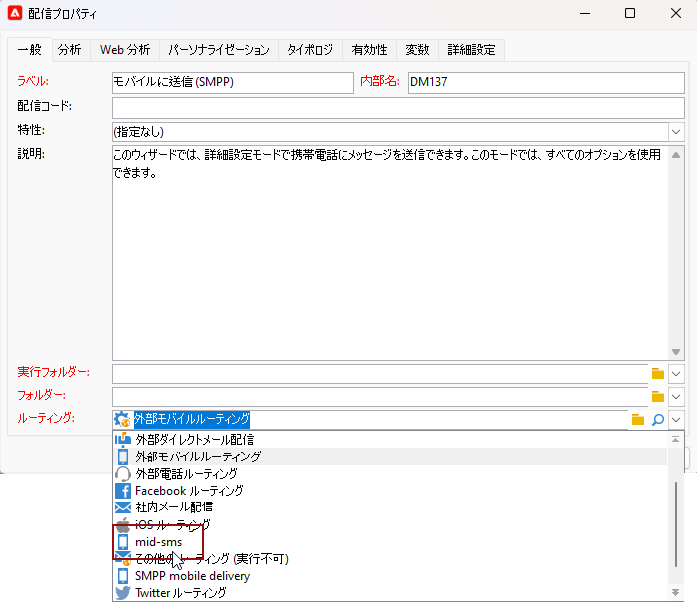 配信プロパティ
一般 分析 Web 分析 パーソナライゼーション タイポロジ 有効性 変数 詳細設定
ラベル: モバイルに送信 (SMPP) 内部名: DM137
配信コード:
特性: (指定なし)
説明: このウィザードでは、詳細設定モードで携帯電話にメッセージを送信できます。このモードでは、すべてのオプションを使用
できます。
実行フォルダー:
フォルダー:
ルーティング: 外部モバイルルーティング
外部ダイレクトメール配信
外部モバイルルーティング
外部電話ルーティング
Facebook ルーティング
社内メール配信
iOS ルーティング
mid-sms
その他のルーティング (実行不可)
SMPP mobile delivery
Twitter ルーティング